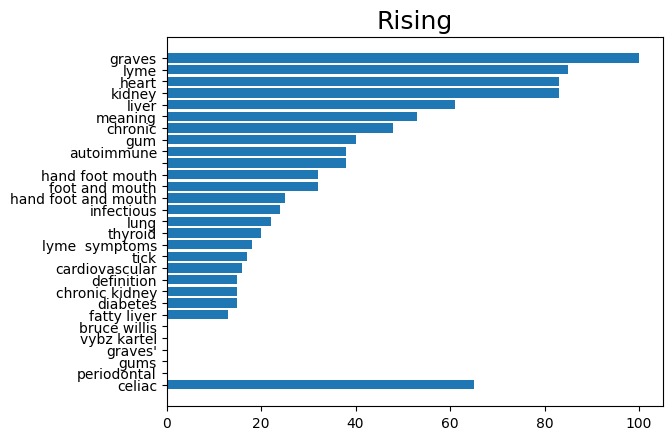 Rising
graves
lyme
heart
kidney
liver
meaning
chronic
gum
autoimmune
hand foot mouth
foot and mouth
hand foot and mouth
infectious
lung
thyroid
lyme  symptoms
tick
cardiovascular
definition
chronic kidney
diabetes
fatty liver
bruce willis
vybz kartel
graves'
gums
periodontal
celiac
0 20 40 60 80 100